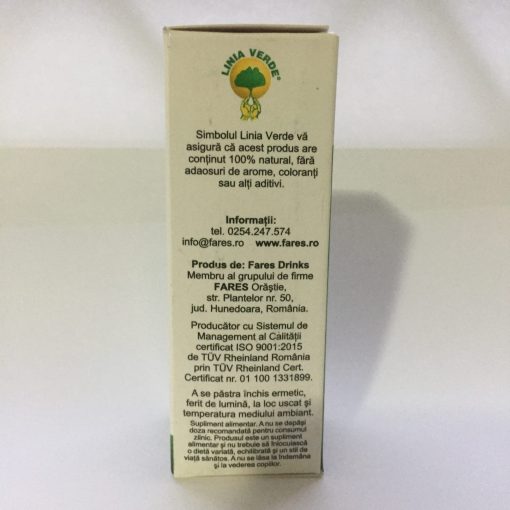 LINIA VERDE®
Simbolul Linia Verde vă
asigură că acest produs are
conținut 100% natural, fără
adaosuri de arome, coloranți
sau alți aditivi.
Informații:
tel. 0254.247.574
info@fares.ro www.fares.ro
Produs de: Fares Drinks
Membru al grupului de firme
FARES Orăștie,
str. Plantelor nr. 50,
jud. Hunedoara, România.
Producător cu Sistemul de
Management al Calității
certificat ISO 9001:2015
de TÜV Rheinland România
prin TÜV Rheinland Cert.
Certificat nr. 01 100 1331899.
A se păstra închis ermetic,
ferit de lumină, la loc uscat și
temperatura mediului ambiant.
Supliment alimentar. A nu se depăși
doza recomandată pentru consumul
zilnic. Produsul este un supliment
alimentar și nu trebuie să înlocuiască
o dietă variată, echilibrată și un stil de
viață sănătos. A nu se lăsa la îndemâna
și la vederea copiilor.